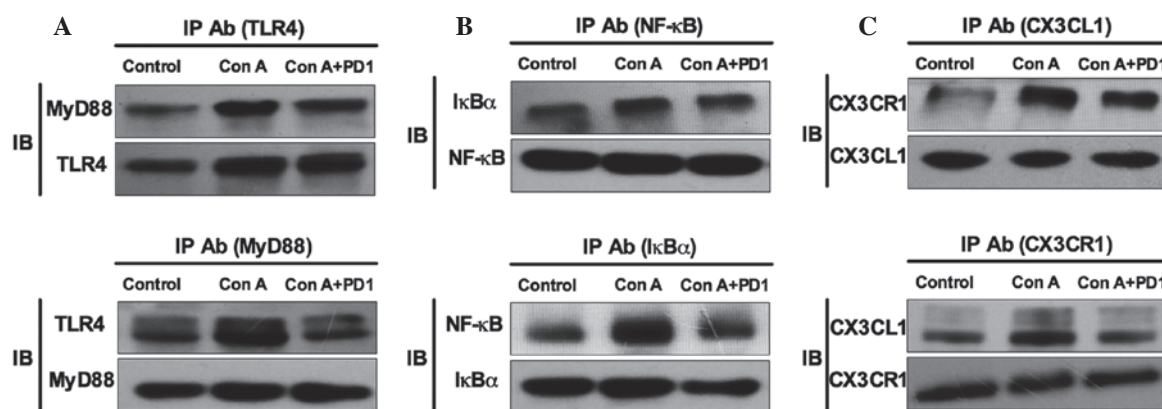 A
IP Ab (TLR4)
Control Con A Con A+PD1
IB
MyD88
TLR4
B
IP Ab (NF-κB)
Control Con A Con A+PD1
IB
IκBα
NF-κB
C
IP Ab (CX3CL1)
Control Con A Con A+PD1
IB
CX3CR1
CX3CL1
IP Ab (MyD88)
Control Con A Con A+PD1
IB
TLR4
MyD88
IP Ab (IκBα)
Control Con A Con A+PD1
IB
NF-κB
IκBα
IP Ab (CX3CR1)
Control Con A Con A+PD1
IB
CX3CL1
CX3CR1